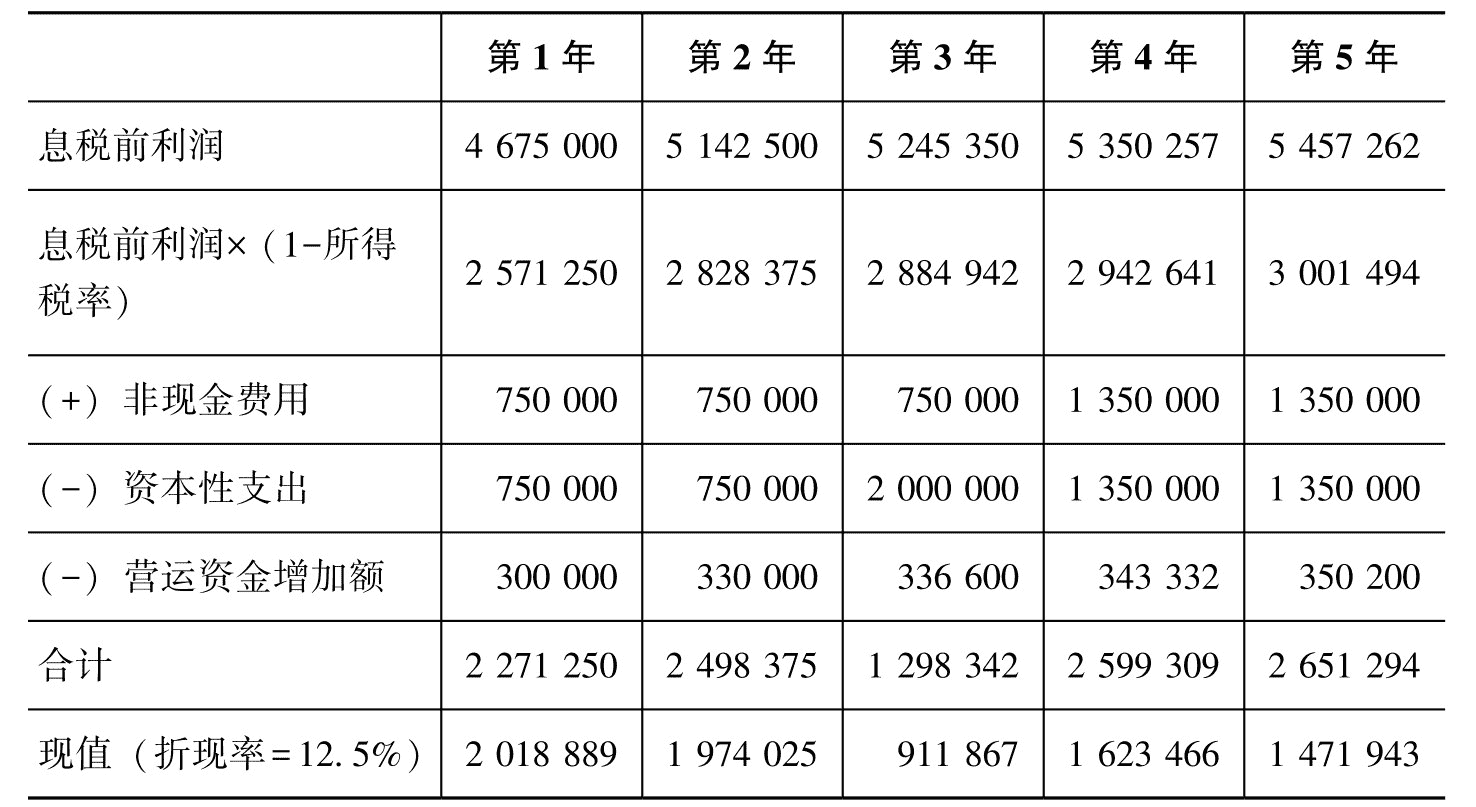 第 1 年 第 2 年 第 3 年 第 4 年 第 5 年
息税前利润 4 675 000 5 142 500 5 245 350 5 350 257 5 457 262
息税前利润×（1-所得
税率） 2 571 250 2 828 375 2 884 942 2 942 641 3 001 494
（+）非现金费用 750 000 750 000 750 000 1 350 000 1 350 000
（-）资本性支出 750 000 750 000 2 000 000 1 350 000 1 350 000
（-）营运资金增加额 300 000 330 000 336 600 343 332 350 200
合计 2 271 250 2 498 375 1 298 342 2 599 309 2 651 294
现值（折现率=12.5%） 2 018 889 1 974 025 911 867 1 623 466 1 471 943